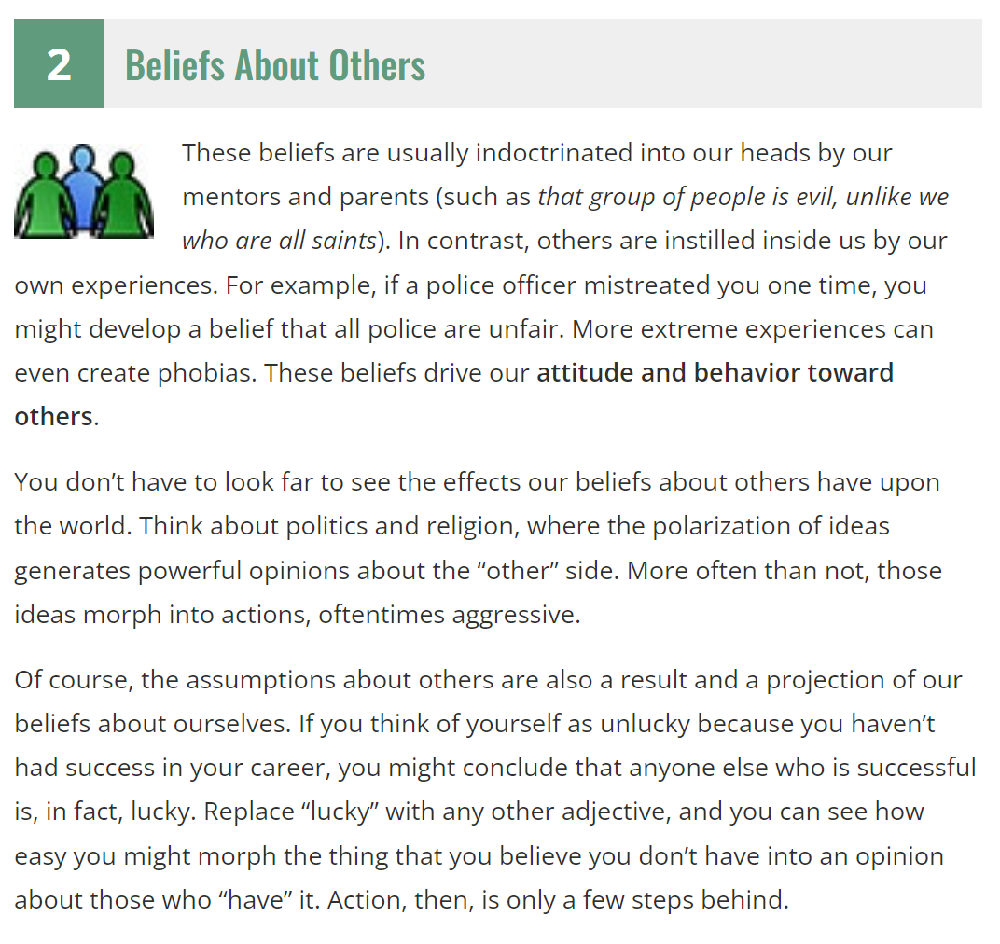 2 Beliefs About Others
These beliefs are usually indoctrinated into our heads by our
mentors and parents (such as that group of people is evil, unlike we
who are all saints). In contrast, others are instilled inside us by our
own experiences. For example, if a police officer mistreated you one time, you
might develop a belief that all police are unfair. More extreme experiences can
even create phobias. These beliefs drive our attitude and behavior toward
others.
You don’t have to look far to see the effects our beliefs about others have upon
the world. Think about politics and religion, where the polarization of ideas
generates powerful opinions about the “other” side. More often than not, those
ideas morph into actions, oftentimes aggressive.
Of course, the assumptions about others are also a result and a projection of our
beliefs about ourselves. If you think of yourself as unlucky because you haven’t
had success in your career, you might conclude that anyone else who is successful
is, in fact, lucky. Replace “lucky” with any other adjective, and you can see how
easy you might morph the thing that you believe you don’t have into an opinion
about those who “have” it. Action, then, is only a few steps behind.